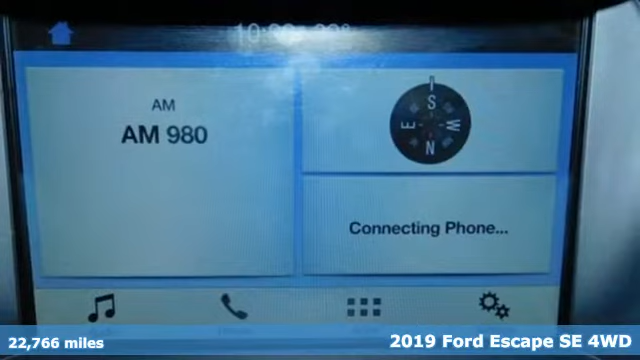 AM
AM 980
S
E W
N
Connecting Phone...
22,766 miles
2019 Ford Escape SE 4WD